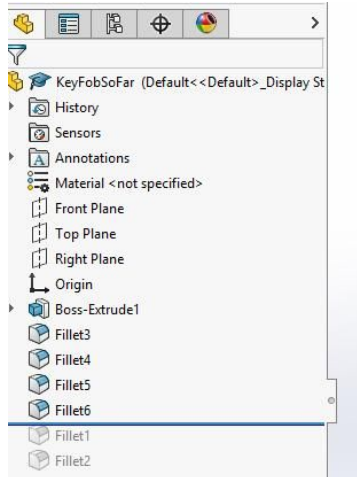 KeyFobSoFar (Default<<Default>_Display St
History
Sensors
A Annotations
Material <not specified>
Front Plane
Top Plane
Right Plane
Origin
Boss-Extrude1
Fillet3
Fillet4
Fillet5
Fillet6
Fillet1
Fillet2